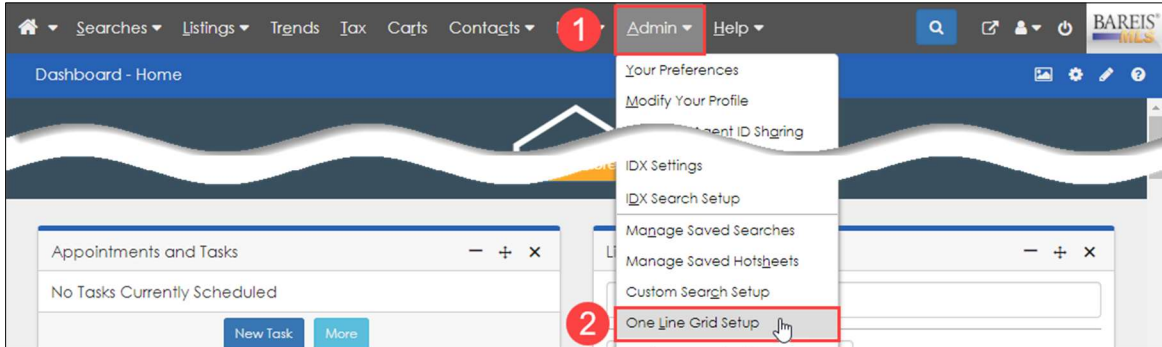 Searches Listings Trends Tax Carts Contacts 1 Admin Help BAREIS®
MLS
Dashboard - Home
Your Preferences
Modify Your Profile
Agent ID Sharing
IDX Settings
IDX Search Setup
Appointments and Tasks
Manage Saved Searches
Manage Saved Hotsheets
No Tasks Currently Scheduled
Custom Search Setup
New Task More
2 One Line Grid Setup